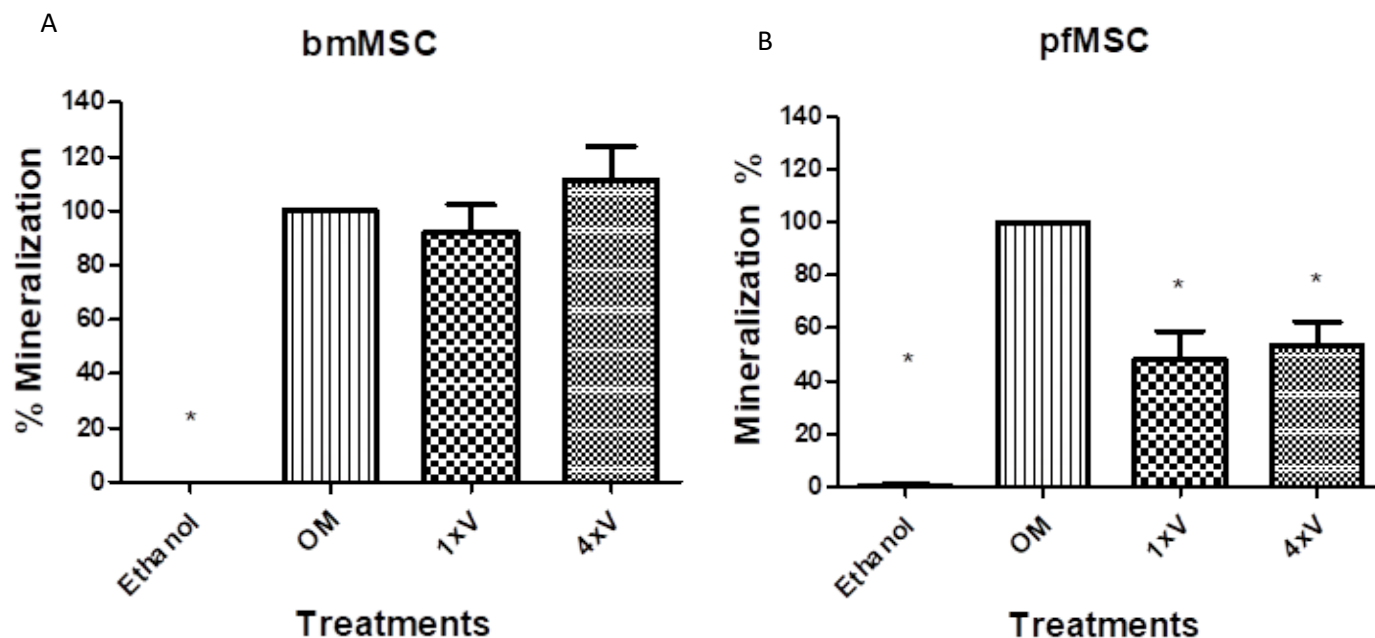 A
bmMSC
% Mineralization
140
120
100
80
60
40
20
0
*
Ethanol
OM
1xV
4xV
Treatments
B
pfMSC
Mineralization %
140
120
100
80
60
40
20
0
*
*
*
Ethanol
OM
1xV
4xV
Treatments